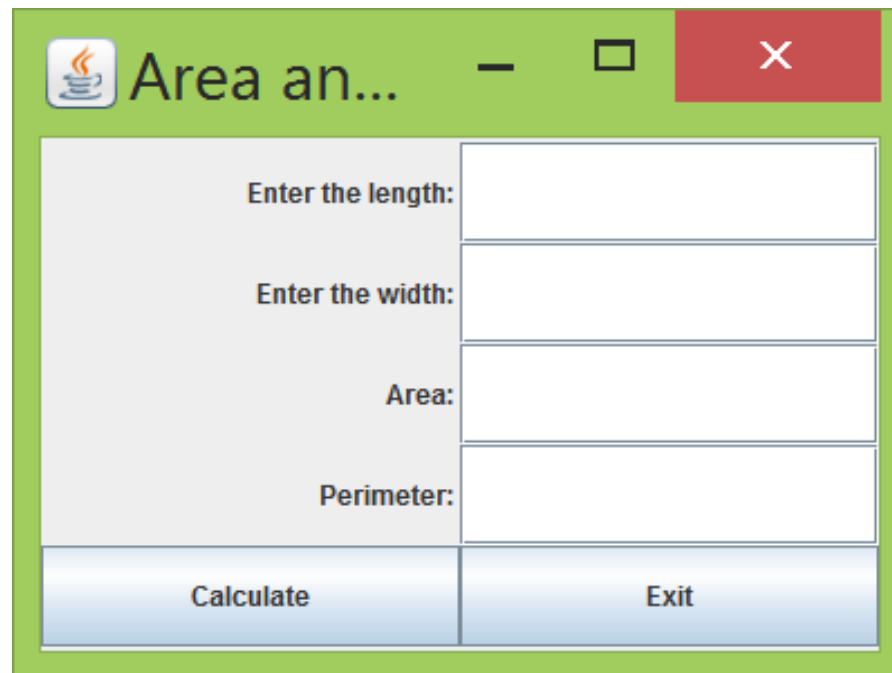 Area an...
Enter the length:
Enter the width:
Area:
Perimeter:
Calculate Exit